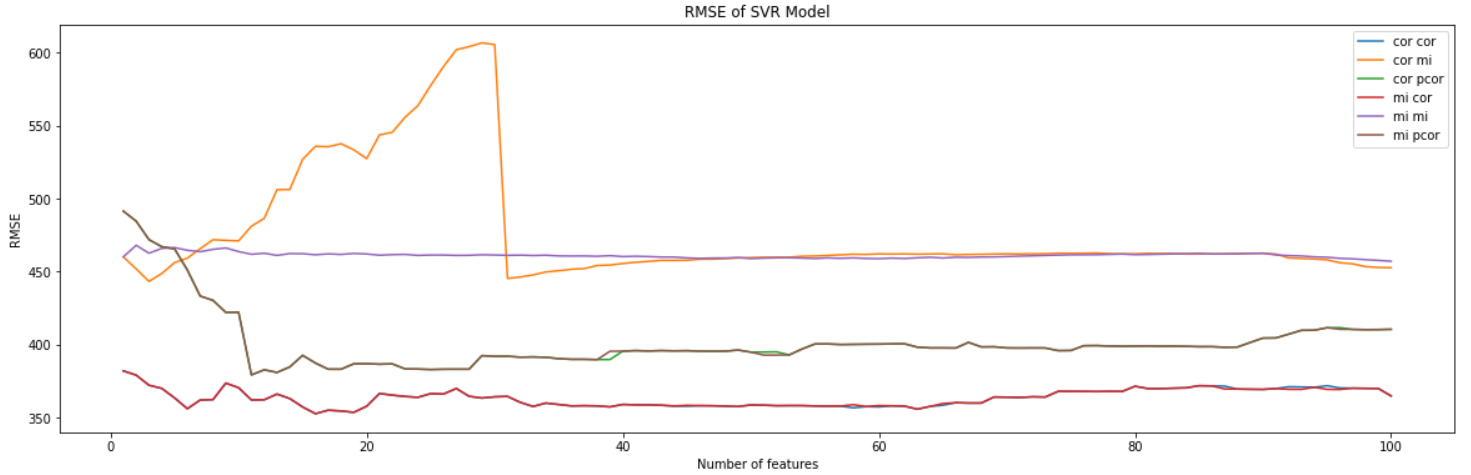 RMSE of SVR Model
cor cor
cor mi
cor pcor
mi cor
mi mi
mi pcor
RMSE
600
550
500
450
400
350
0 20 40 60 80 100
Number of features